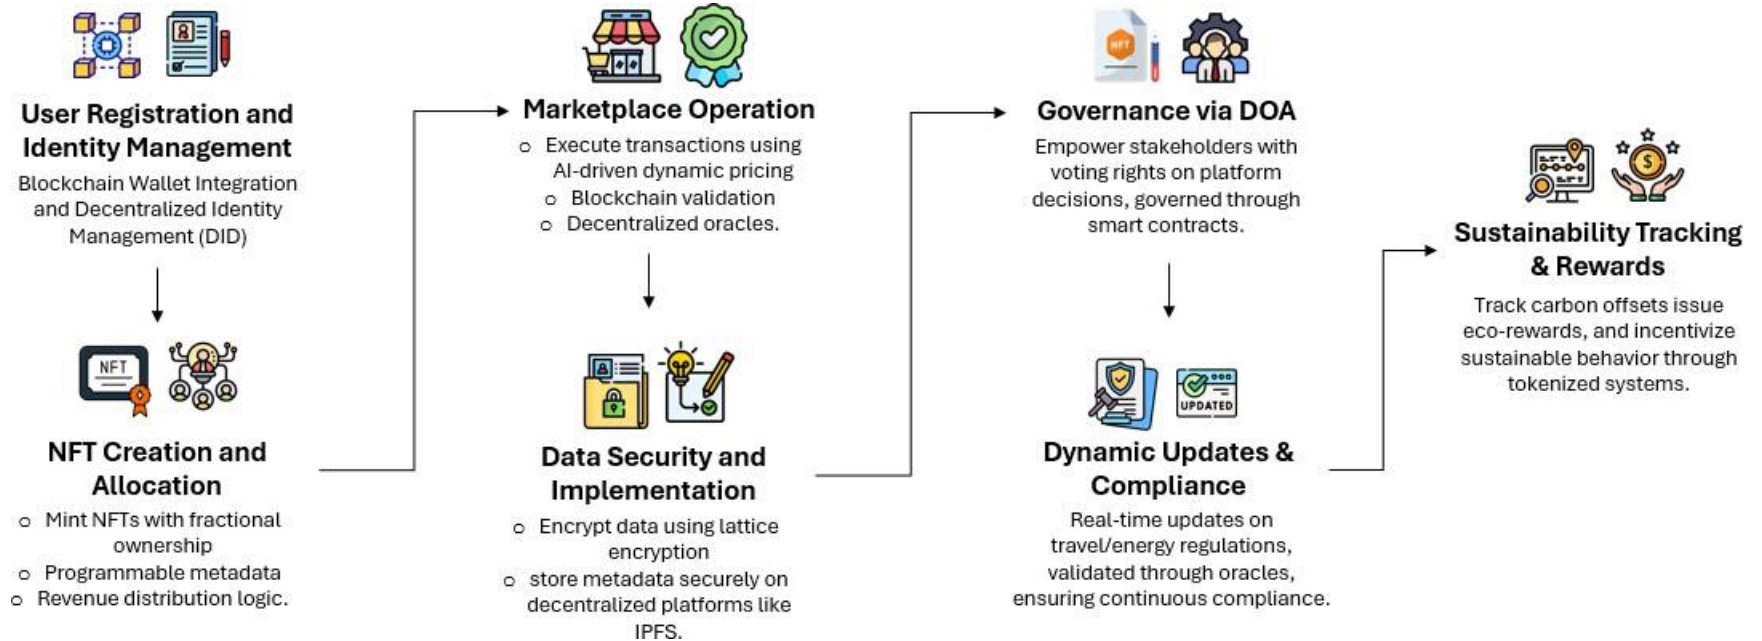 User Registration and
Identity Management
Blockchain Wallet Integration
and Decentralized Identity
Management (DID)
NFT
NFT Creation and
Allocation
o Mint NFTs with fractional
ownership
o Programmable metadata
o Revenue distribution logic.
Marketplace Operation
o Execute transactions using
AI-driven dynamic pricing
o Blockchain validation
o Decentralized oracles.
Data Security and
Implementation
o Encrypt data using lattice
encryption
o store metadata securely on
decentralized platforms like
IPFS.
NFT
Governance via DOA
Empower stakeholders with
voting rights on platform
decisions, governed through
smart contracts.
UPDATED
Dynamic Updates &
Compliance
Real-time updates on
travel/energy regulations,
validated through oracles,
ensuring continuous compliance.
$
Sustainability Tracking
& Rewards
Track carbon offsets issue
eco-rewards, and incentivize
sustainable behavior through
tokenized systems.